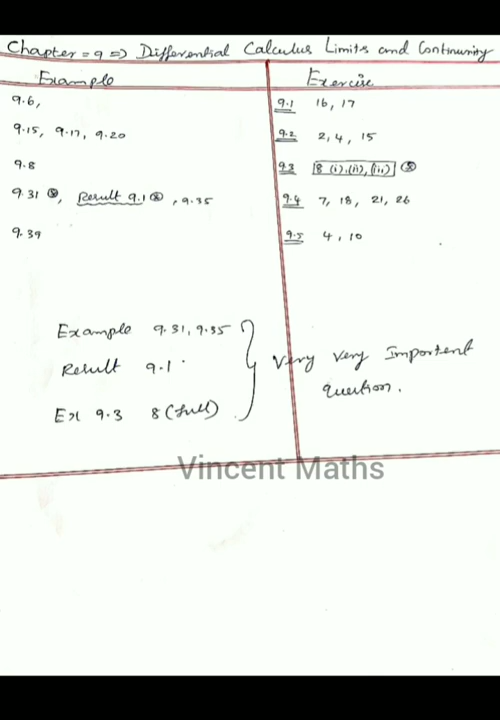 Chapter = 9 => Differential Calculus Limits and Continuity
Example Exercise
9.6, 9.1 16, 17
9.15, 9.17, 9.20 9.2 2, 4, 15
9.8 9.3 8 (i), (ii), (iii)
9.31, Result 9.1, 9.35 9.4 7, 18, 21, 26
9.39 9.5 4, 10
Example 9.31, 9.35
Result 9.1
Ex 9.3 8 (full)
Very very Importent
question.
Vincent Maths